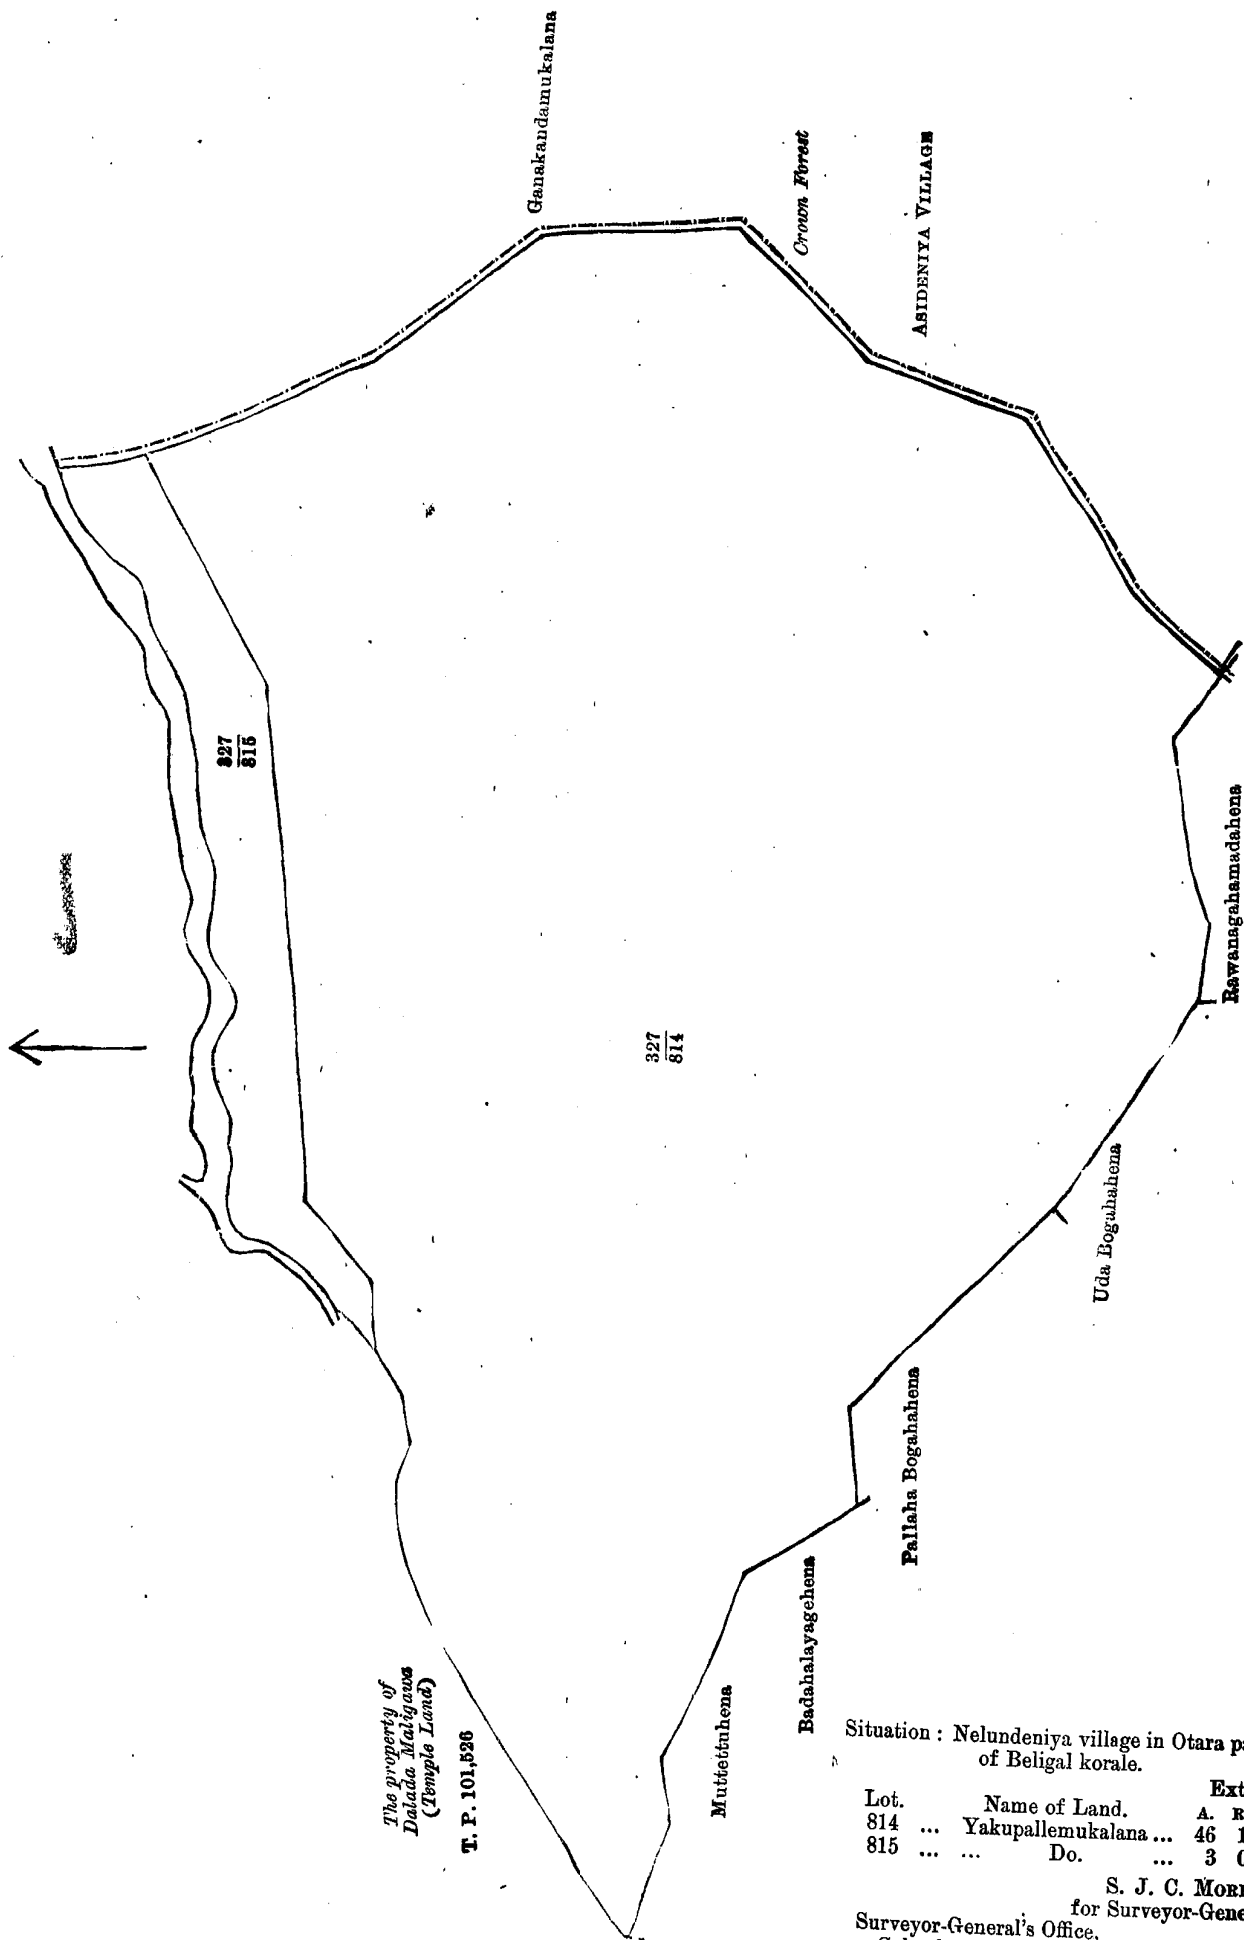 Ganakandamukalana
Crown Forest
ASIDENIYA VILLAGE
327
815
327
814
Rawanagahamadahena
Uda Boguhahena
Pallaha Bogahahena
Badahalayagehena
Muttettuhena
The property of
Dalada Maligawa
(Temple Land)
T. P. 101,526
Situation : Nelundeniya village in Otara
of Beligal korale.
Lot. Name of Land. A.
814 ... Yakupallemukalana ... 46
815 ... ... Do. ... 3
S. J. C.
for
Surveyor-General's Office,